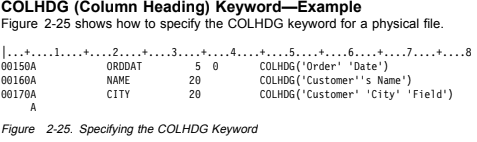 COLHDG (Column Heading) Keyword—Example
Figure 2-25 shows how to specify the COLHDG keyword for a physical file.
|...+....1....+....2....+....3....+....4....+....5....+....6....+....7....+....8
00150A            ORDDAT         5  0       COLHDG('Order' 'Date')
00160A            NAME          20          COLHDG('Customer''s Name')
00170A            CITY          20          COLHDG('Customer' 'City' 'Field')
     A
Figure 2-25. Specifying the COLHDG Keyword